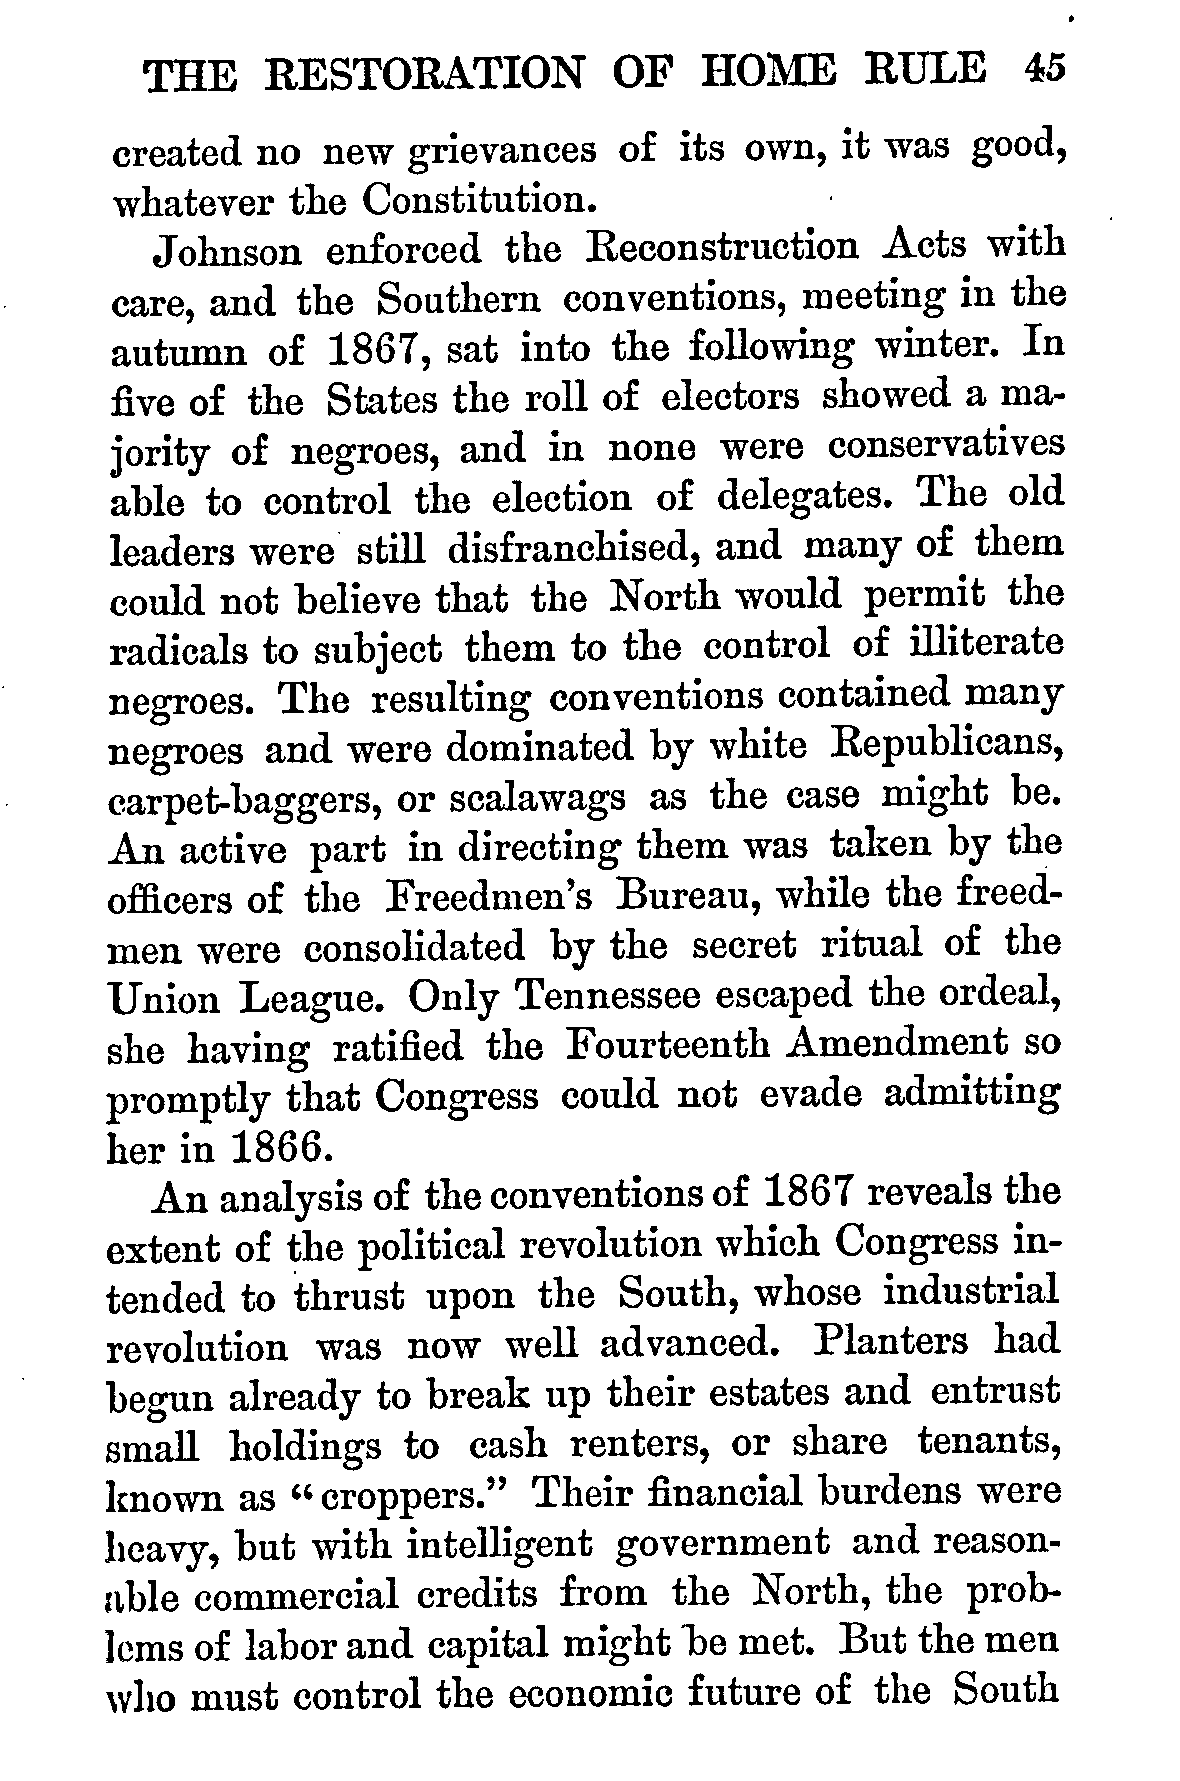 THE RESTORATION OF HOME RULE 45
created no new grievances of its own, it was good,
whatever the Constitution.
Johnson enforced the Reconstruction Acts with
care, and the Southern conventions, meeting in the
autumn of 1867, sat into the following winter. In
five of the States the roll of electors showed a ma-
jority of negroes, and in none were conservatives
able to control the election of delegates. The old
leaders were still disfranchised, and many of them
could not believe that the North would permit the
radicals to subject them to the control of illiterate
negroes. The resulting conventions contained many
negroes and were dominated by white Republicans,
carpet-baggers, or scalawags as the case might be.
An active part in directing them was taken by the
officers of the Freedmen's Bureau, while the freed-
men were consolidated by the secret ritual of the
Union League. Only Tennessee escaped the ordeal,
she having ratified the Fourteenth Amendment so
promptly that Congress could not evade admitting
her in 1866.
An analysis of the conventions of 1867 reveals the
extent of the political revolution which Congress in-
tended to thrust upon the South, whose industrial
revolution was now well advanced. Planters had
begun already to break up their estates and entrust
small holdings to cash renters, or share tenants,
known as "croppers." Their financial burdens were
heavy, but with intelligent government and reason-
able commercial credits from the North, the prob-
lems of labor and capital might be met. But the men
who must control the economic future of the South